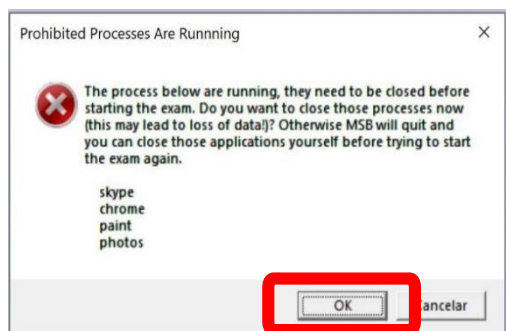 Prohibited Processes Are Runnning
The process below are running, they need to be closed before
starting the exam. Do you want to close those processes now
(this may lead to loss of data!)? Otherwise MSB will quit and
you can close those applications yourself before trying to start
the exam again.
skype
chrome
paint
photos
OK
Cancelar